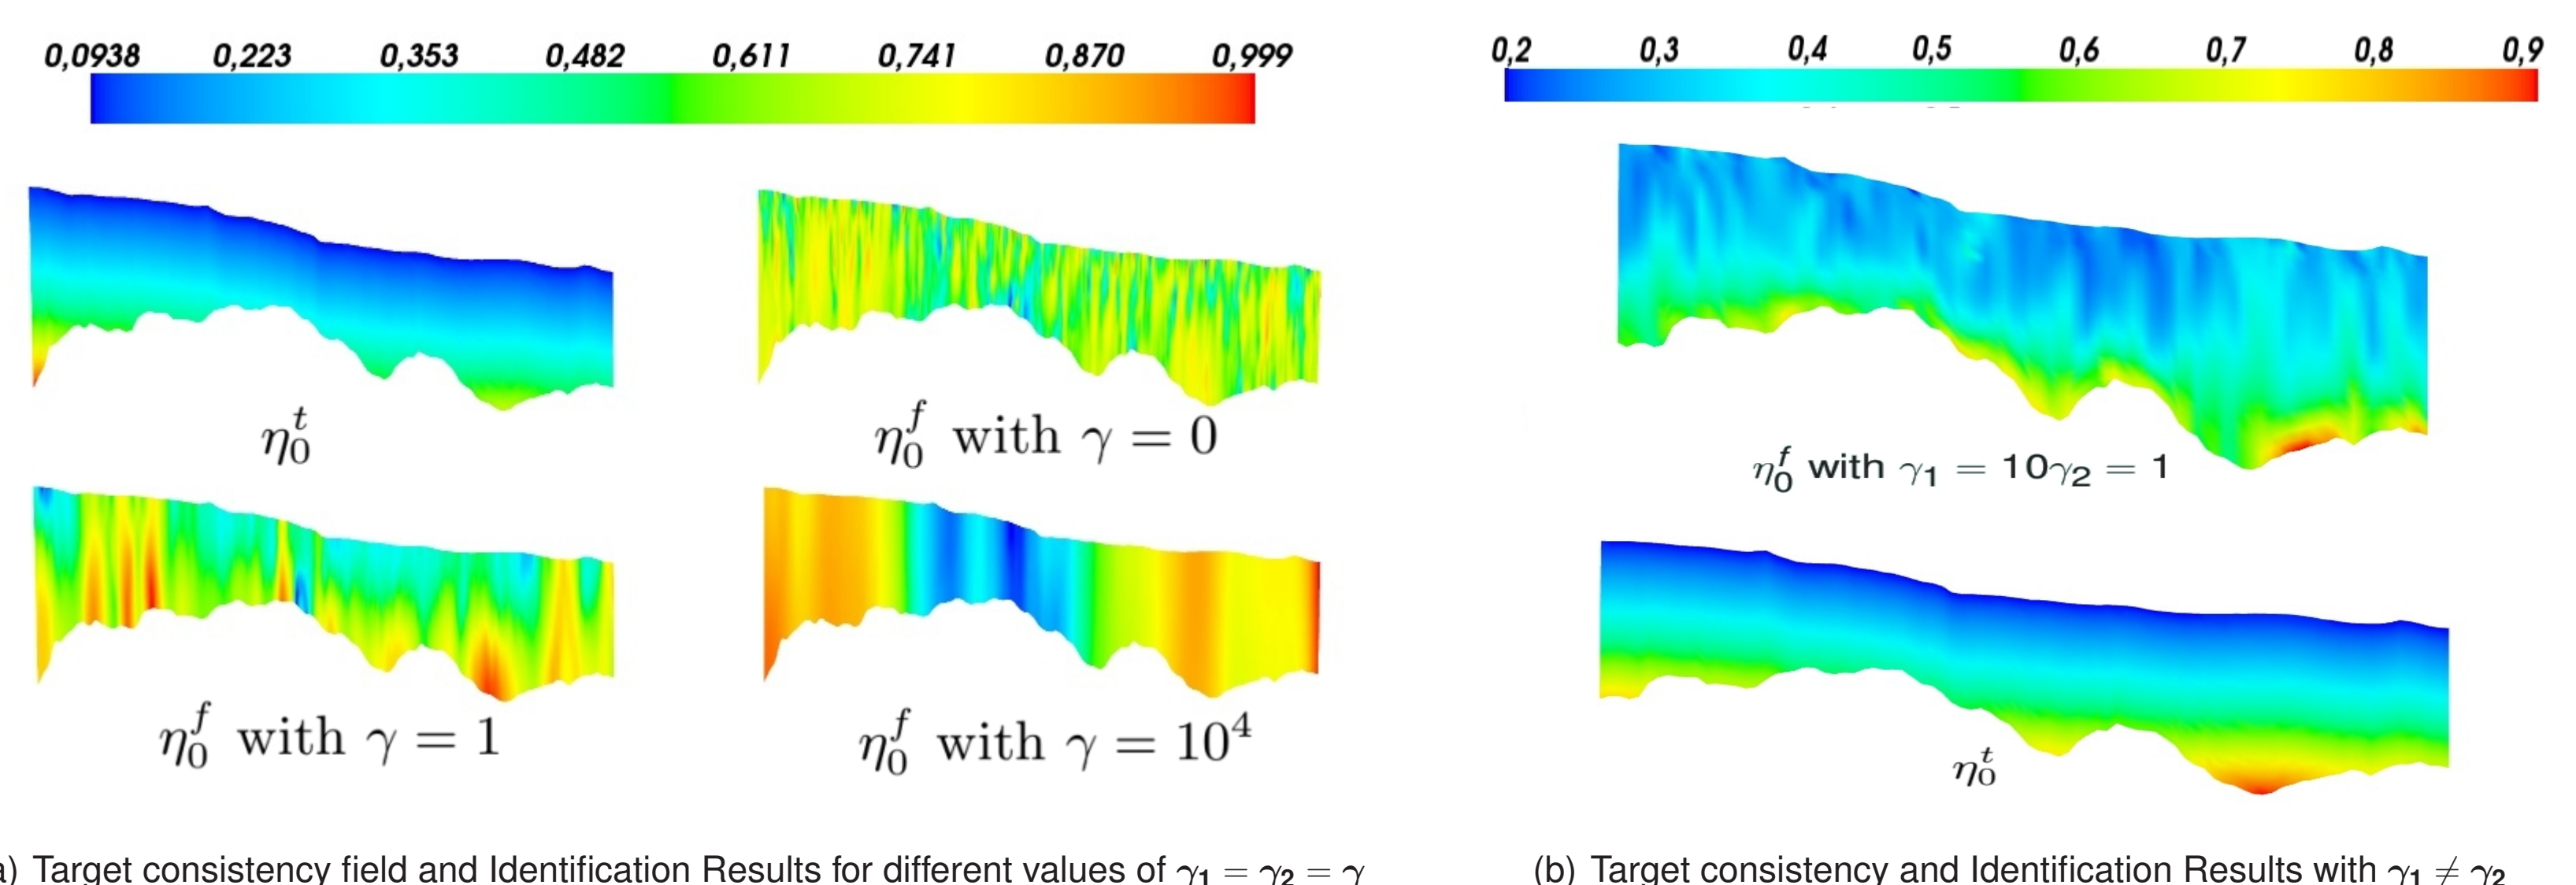 0,0938 0,223 0,353 0,482 0,611 0,741 0,870 0,999
0,2 0,3 0,4 0,5 0,6 0,7 0,8 0,9
η₀ᵗ
η₀ᶠ with γ = 0
η₀ᶠ with γ₁ = 10γ₂ = 1
η₀ᶠ with γ = 1
η₀ᶠ with γ = 10⁴
η₀ᵗ
) Target consistency field and Identification Results for different values of γ₁ = γ₂ = γ
(b) Target consistency and Identification Results with γ₁ ≠ γ₂